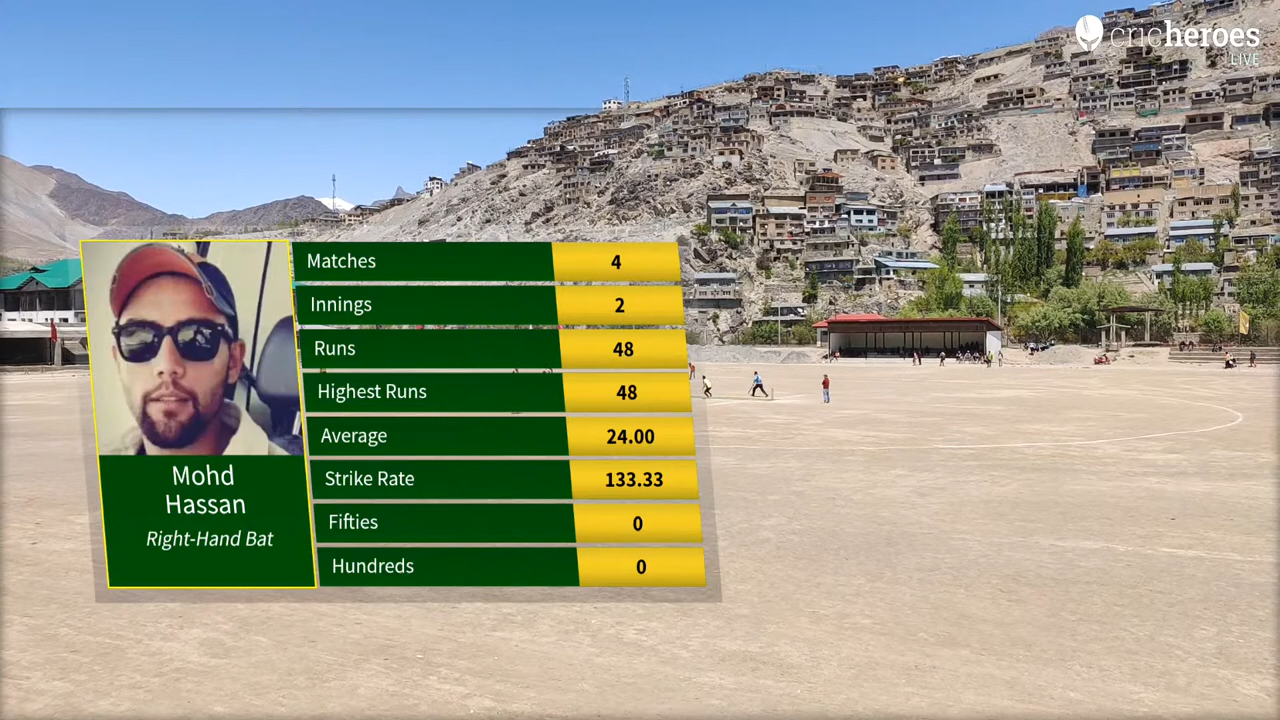 cricheroes
LIVE
Matches 4
Innings 2
Runs 48
Highest Runs 48
Average 24.00
Strike Rate 133.33
Fifties 0
Hundreds 0
Mohd
Hassan
Right-Hand Bat